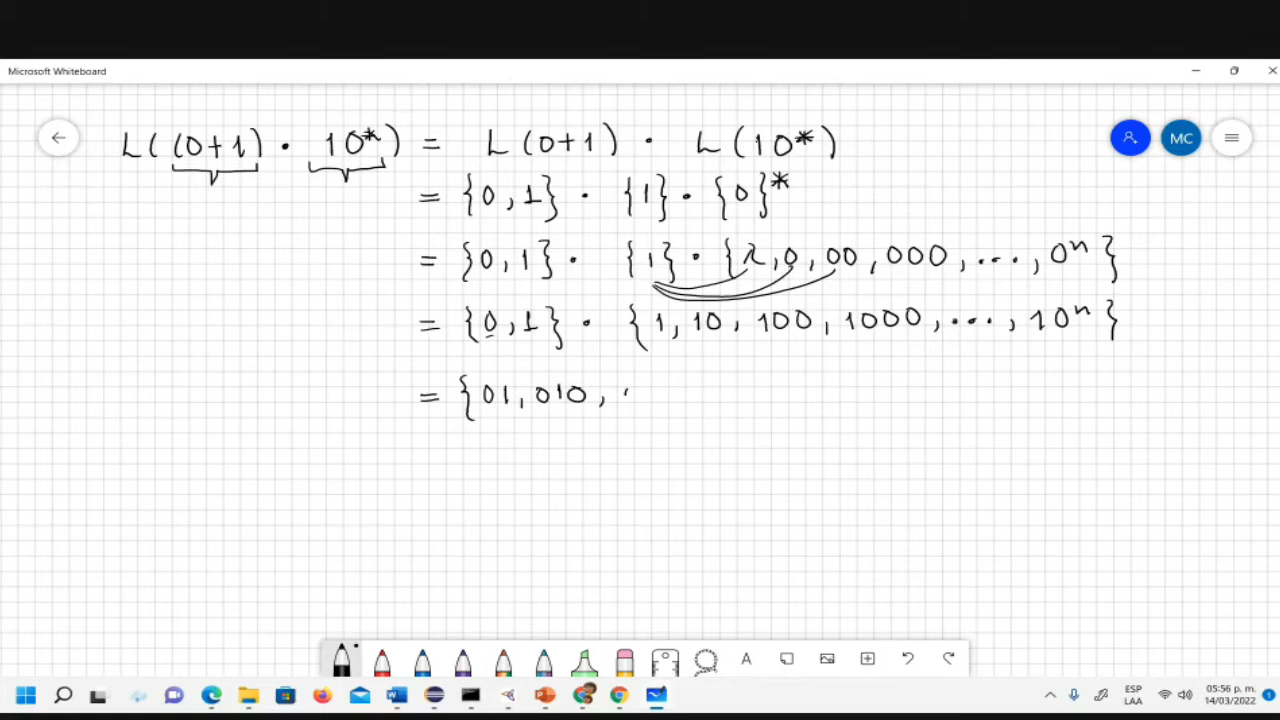 Microsoft Whiteboard
L((0+1) · 10*) = L(0+1) · L(10*)
MC
= {0,1} · {1} · {0}*
= {0,1} · {1} · {λ,0,00,000,...,0ⁿ}
= {0,1} · {1,10,100,1000,...,10ⁿ}
= {01,010,
A
ESP
LAA
05:56 p. m.
14/03/2022
1